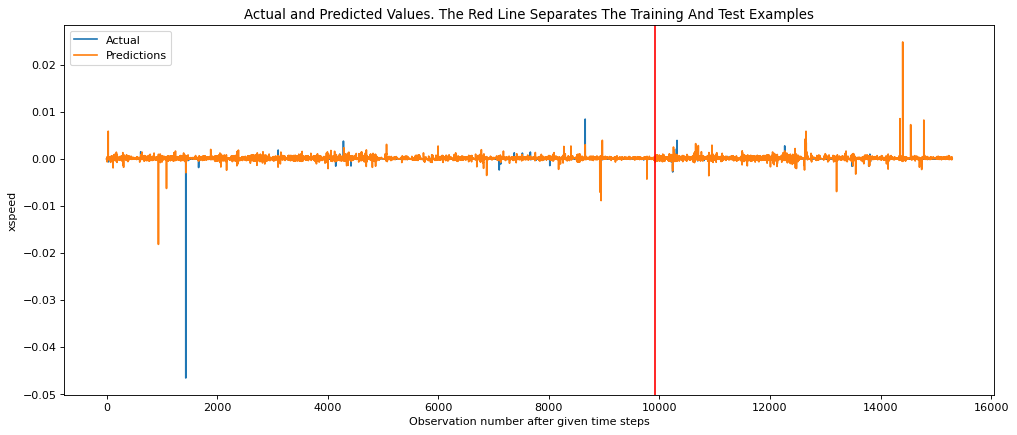 Actual and Predicted Values. The Red Line Separates The Training And Test Examples
Actual
Predictions
0.02
0.01
0.00
−0.01
−0.02
−0.03
−0.04
−0.05
xspeed
0 2000 4000 6000 8000 10000 12000 14000 16000
Observation number after given time steps